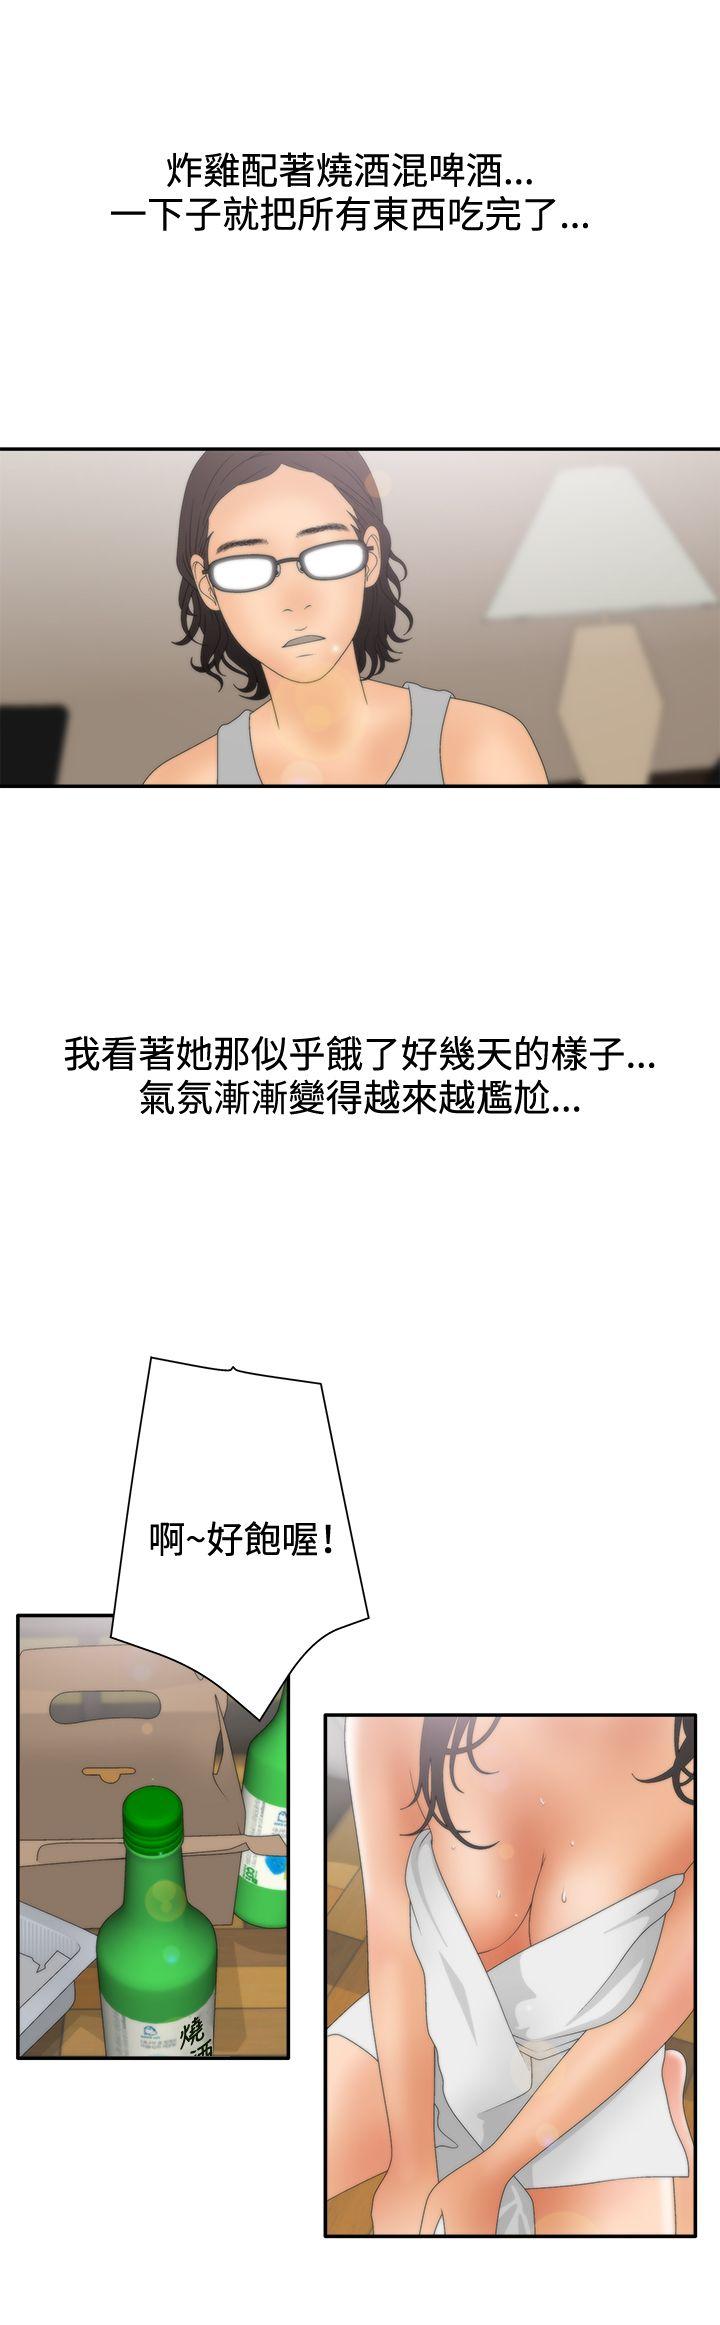 炸雞配著燒酒混啤酒...
一下子就把所有東西吃完了...
我看著她那似乎餓了好幾天的樣子...
氣氛漸漸變得越來越尷尬...
啊~好飽喔!
燒
酒